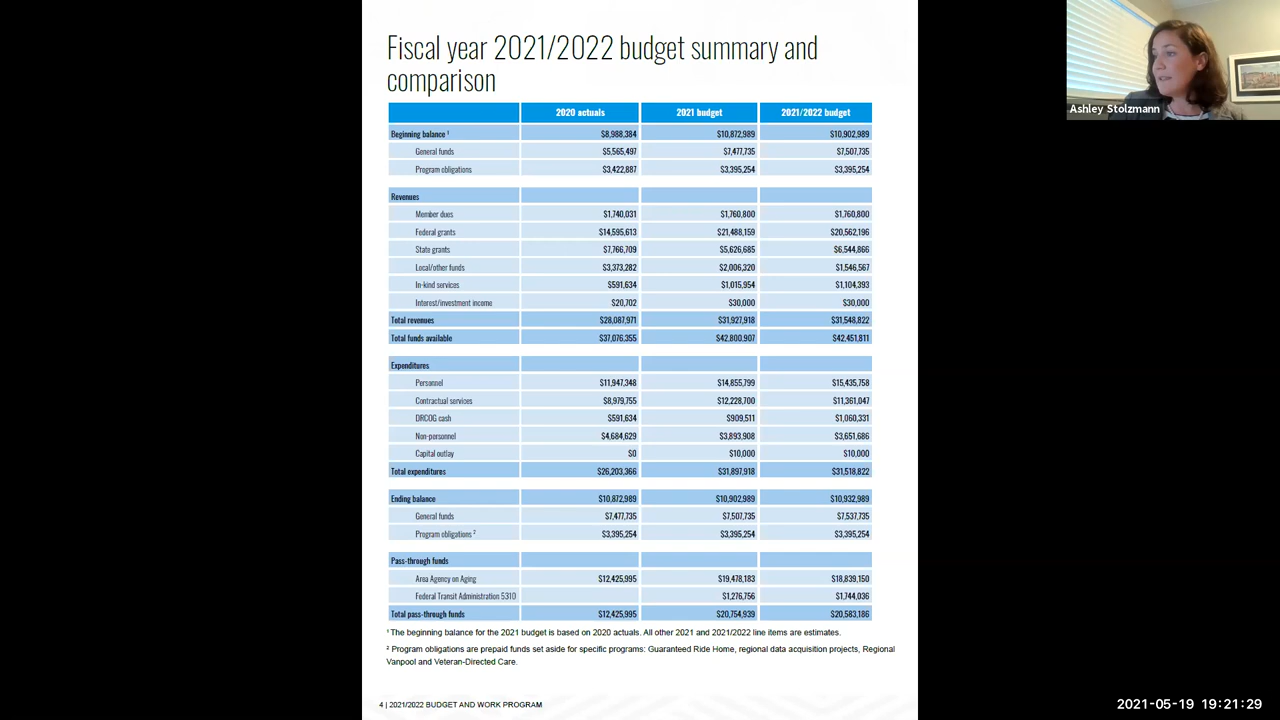 Fiscal year 2021/2022 budget summary and
comparison
Ashley Stolzmann
2020 actuals 2021 budget 2021/2022 budget
Beginning balance ¹ $8,988,384 $10,872,989 $10,902,989
General funds $5,565,497 $7,477,735 $7,507,735
Program obligations $3,422,887 $3,395,254 $3,395,254
Revenues
Member dues $1,740,031 $1,760,800 $1,760,800
Federal grants $14,595,613 $21,488,159 $20,562,196
State grants $7,766,709 $5,626,685 $6,544,866
Local/other funds $3,373,282 $2,006,320 $1,546,567
In-kind services $591,634 $1,015,954 $1,104,393
Interest/investment income $20,702 $30,000 $30,000
Total revenues $28,087,971 $31,927,918 $31,548,822
Total funds available $37,076,355 $42,800,907 $42,451,811
Expenditures
Personnel $11,947,348 $14,855,799 $15,435,758
Contractual services $8,979,755 $12,228,700 $11,361,047
DRCOG cash $591,634 $909,511 $1,060,331
Non-personnel $4,684,629 $3,893,908 $3,651,686
Capital outlay $0 $10,000 $10,000
Total expenditures $26,203,366 $31,897,918 $31,518,822
Ending balance $10,872,989 $10,902,989 $10,932,989
General funds $7,477,735 $7,507,735 $7,537,735
Program obligations ² $3,395,254 $3,395,254 $3,395,254
Pass-through funds
Area Agency on Aging $12,425,995 $19,478,183 $18,839,150
Federal Transit Administration 5310 $1,276,756 $1,744,036
Total pass-through funds $12,425,995 $20,754,939 $20,583,186
¹ The beginning balance for the 2021 budget is based on 2020 actuals. All other 2021 and 2021/2022 line items are estimates.
² Program obligations are prepaid funds set aside for specific programs: Guaranteed Ride Home, regional data acquisition projects, Regional
Vanpool and Veteran-Directed Care.
4 | 2021/2022 BUDGET AND WORK PROGRAM
2021-05-19 19:21:29